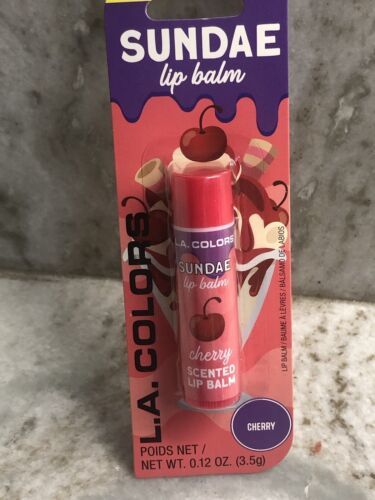 SUNDAE
lip balm
L.A. COLORS
L.A. COLORS
SUNDAE
lip balm
cherry
SCENTED
LIP BALM
LIP BALM / BAUME À LÈVRES / BÁLSAMO DE LABIOS
CHERRY
POIDS NET /
NET WT. 0.12 OZ. (3.5g)